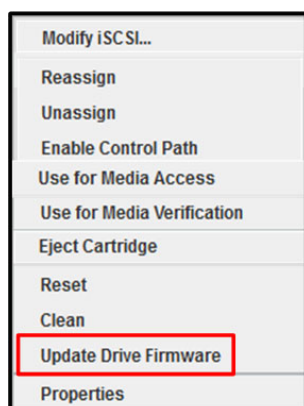 Modify iSCSI...
Reassign
Unassign
Enable Control Path
Use for Media Access
Use for Media Verification
Eject Cartridge
Reset
Clean
Update Drive Firmware
Properties